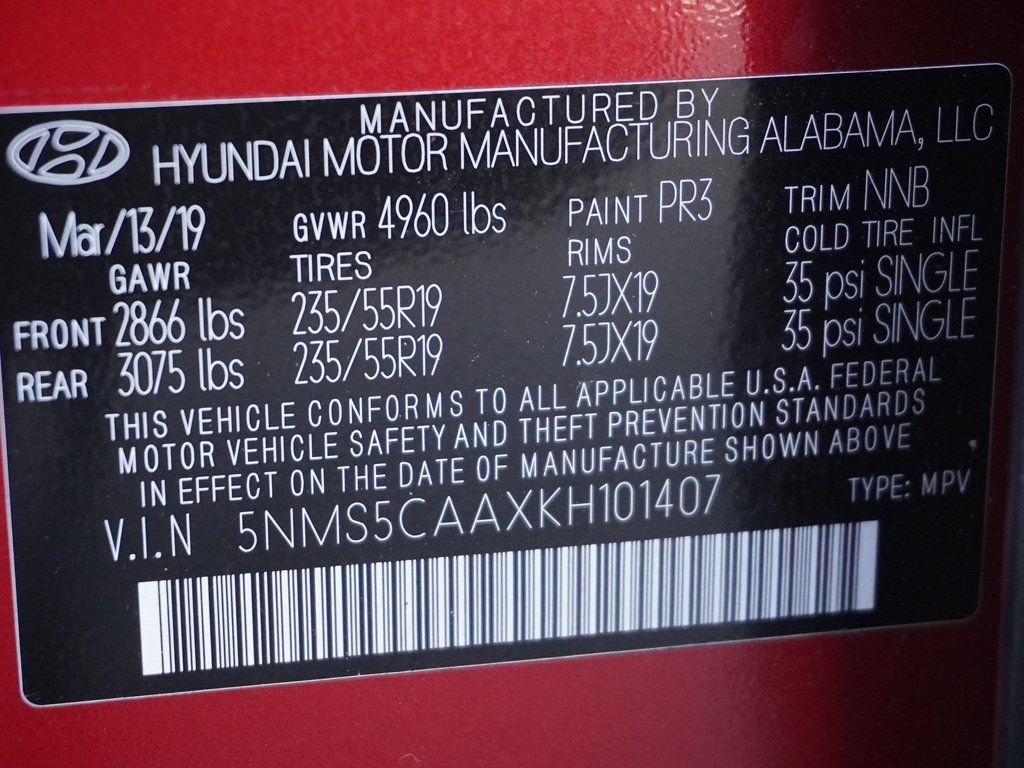 MANUFACTURED BY
HYUNDAI MOTOR MANUFACTURING ALABAMA, LLC
Mar/13/19 GVWR 4960 lbs PAINT PR3 TRIM NNB
GAWR TIRES RIMS COLD TIRE INFL
FRONT 2866 lbs 235/55R19 7.5JX19 35 psi SINGLE
REAR 3075 lbs 235/55R19 7.5JX19 35 psi SINGLE
THIS VEHICLE CONFORMS TO ALL APPLICABLE U.S.A. FEDERAL
MOTOR VEHICLE SAFETY AND THEFT PREVENTION STANDARDS
IN EFFECT ON THE DATE OF MANUFACTURE SHOWN ABOVE
V.I.N 5NMS5CAAXKH101407 TYPE: MPV